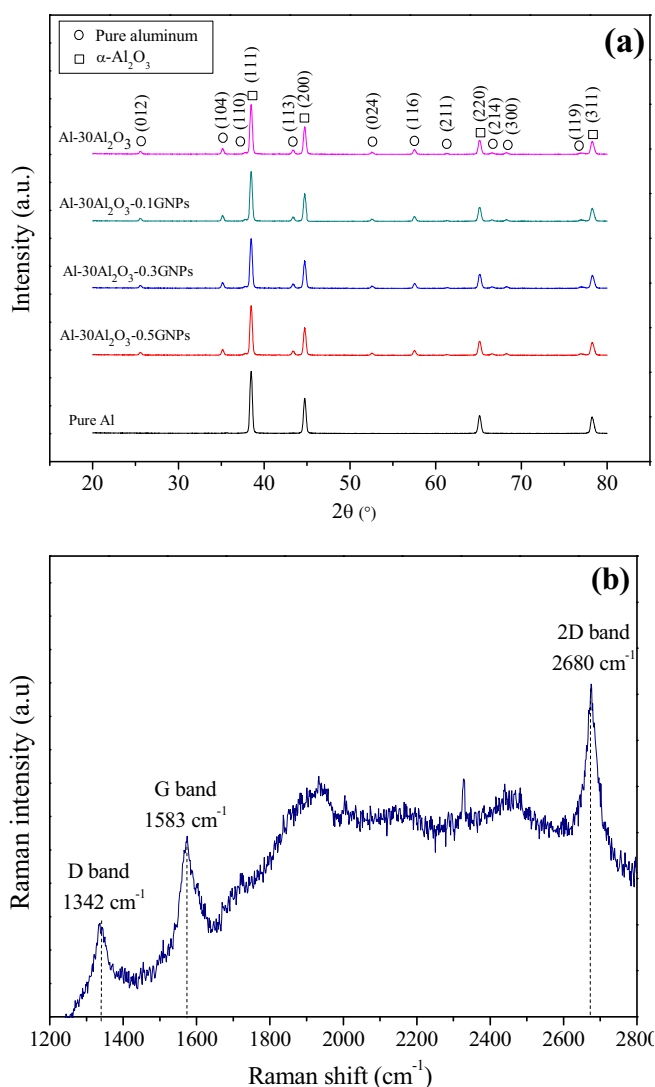 (a)
○ Pure aluminum
□ α-Al₂O₃
(012)
(104)
(110)
(111)
(113)
(200)
(024)
(116)
(211)
(220)
(214)
(300)
(119)
(311)
Al-30Al₂O₃
Al-30Al₂O₃-0.1GNPs
Al-30Al₂O₃-0.3GNPs
Al-30Al₂O₃-0.5GNPs
Pure Al
Intensity (a.u.)
20 30 40 50 60 70 80
2θ (°)
(b)
2D band
2680 cm⁻¹
G band
1583 cm⁻¹
D band
1342 cm⁻¹
Raman intensity (a.u)
1200 1400 1600 1800 2000 2200 2400 2600 2800
Raman shift (cm⁻¹)